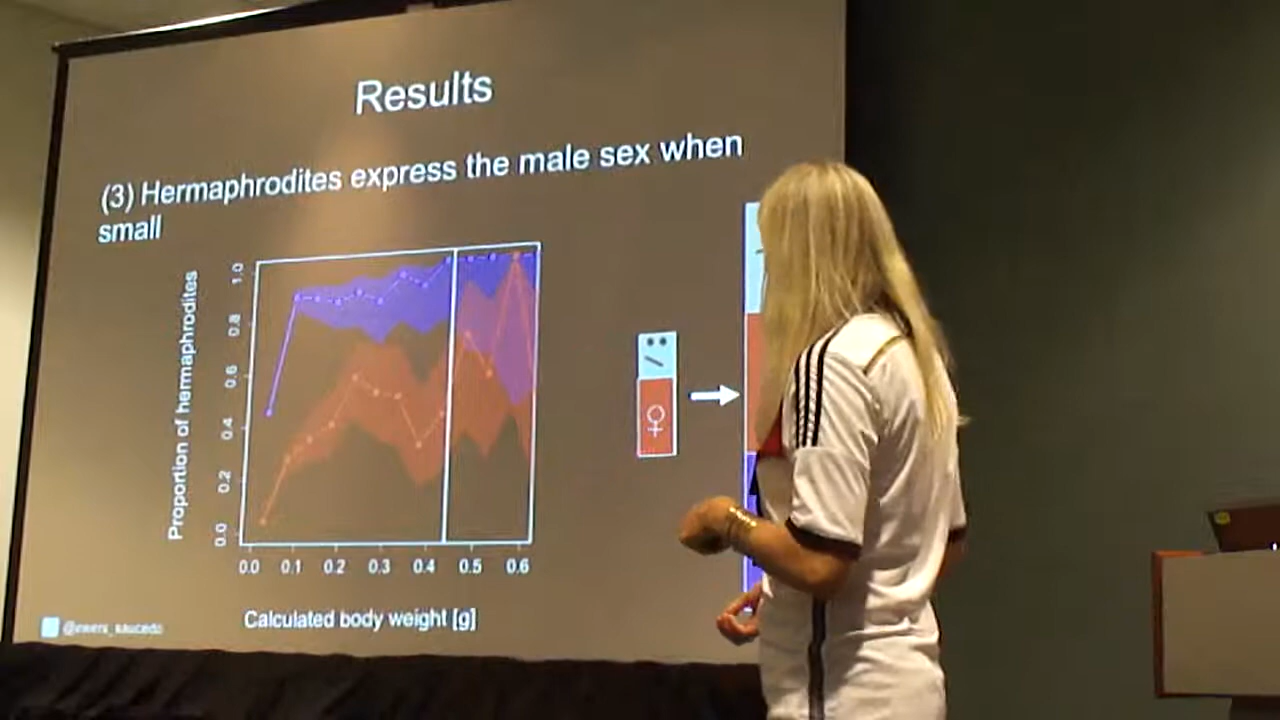 Results
(3) Hermaphrodites express the male sex when
small
Proportion of hermaphrodites
1.0
0.8
0.6
0.4
0.2
0.0
0.0 0.1 0.2 0.3 0.4 0.5 0.6
Calculated body weight [g]
@ewers_saucedo